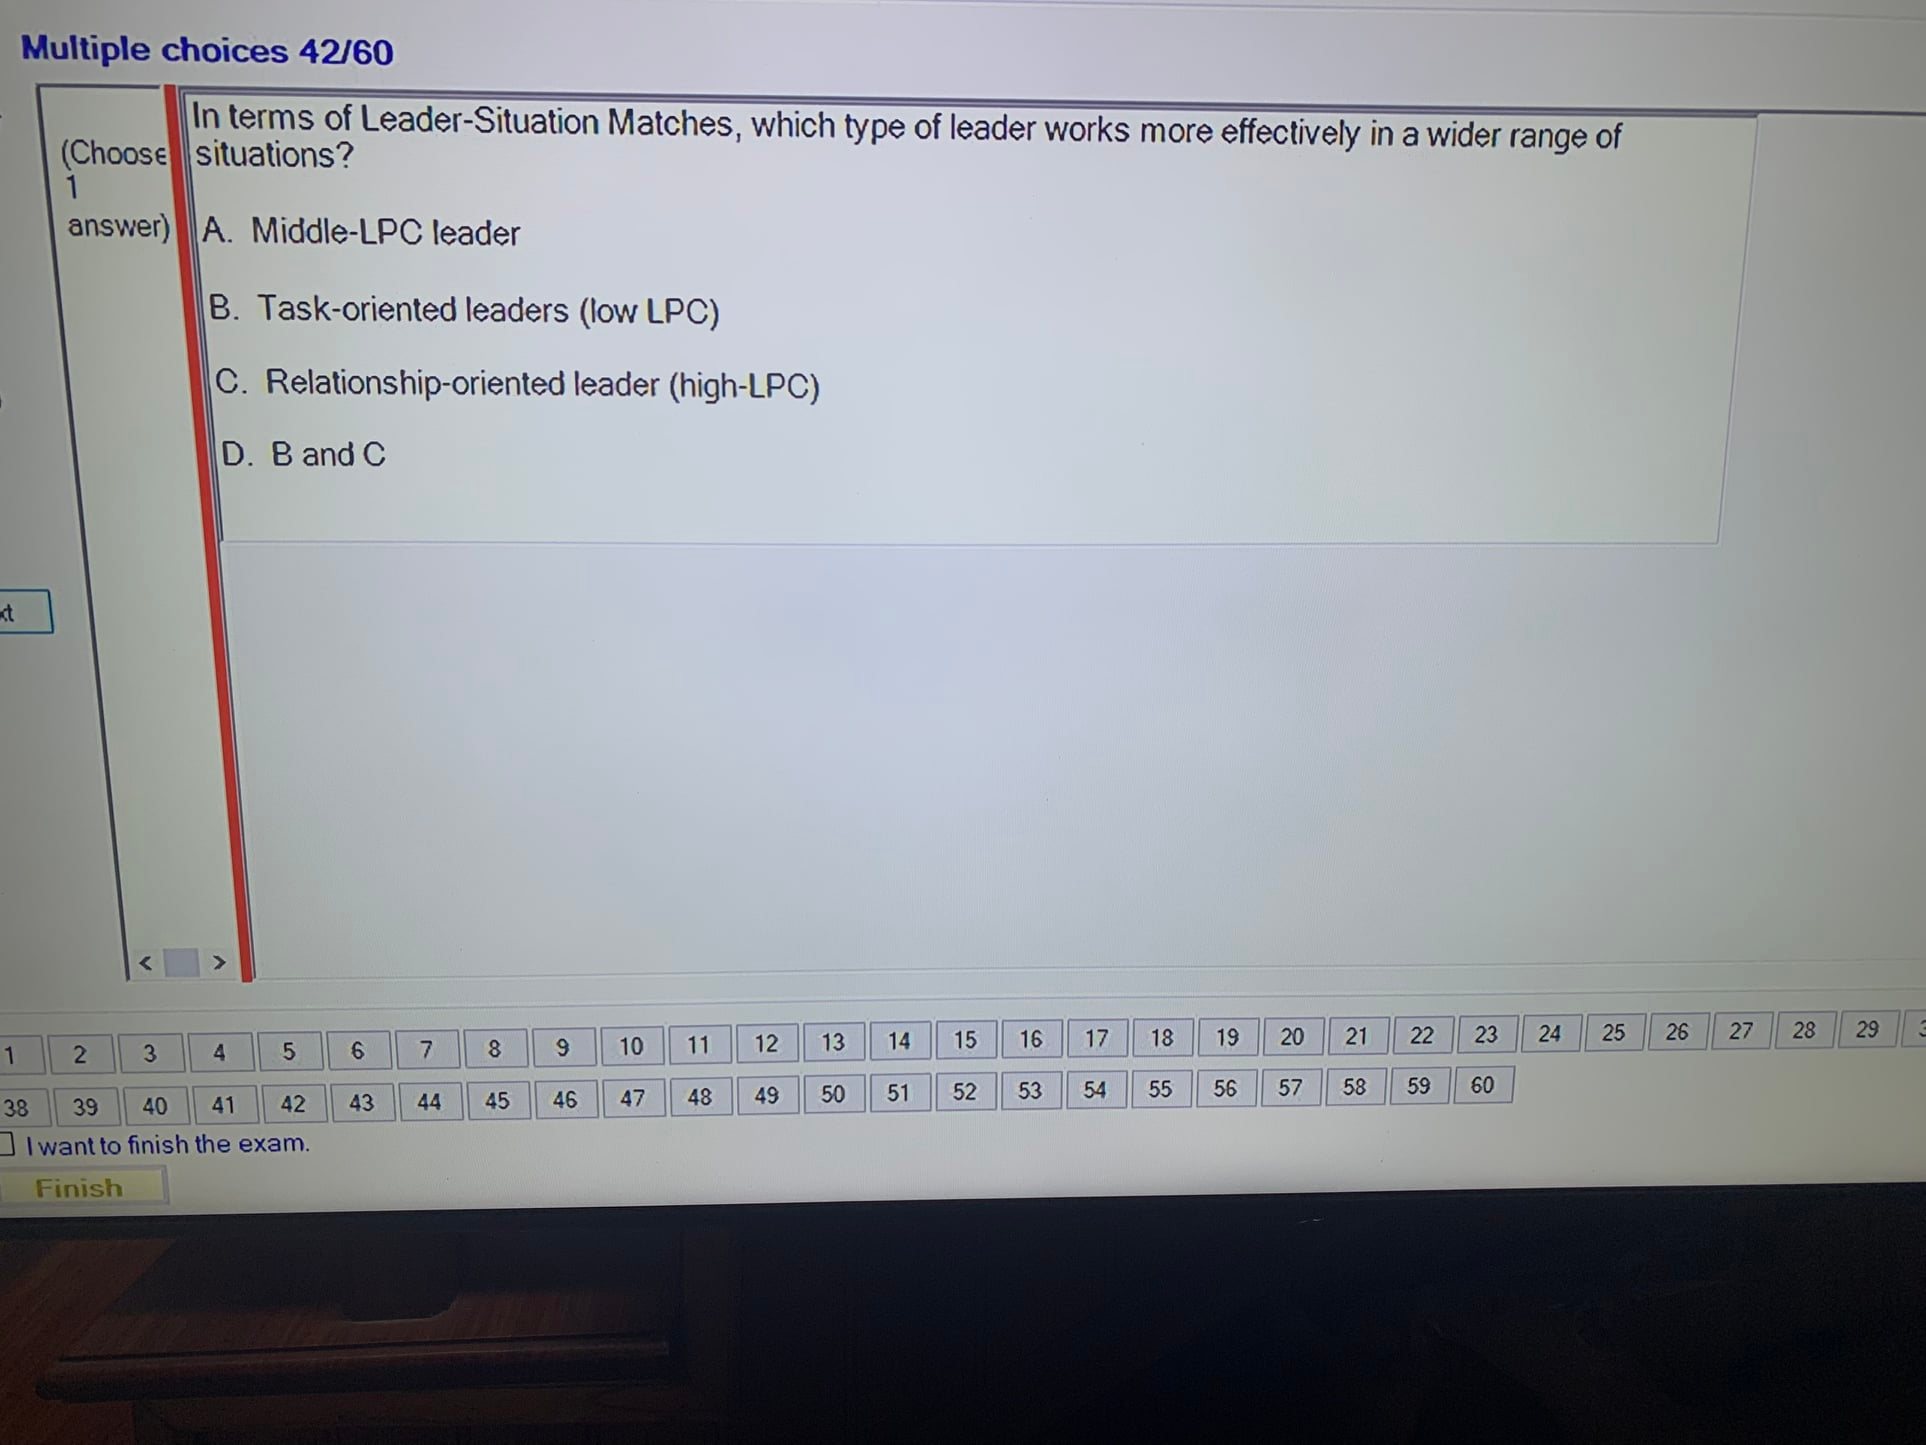 Multiple choices 42/60
(Choose
1
answer)
In terms of Leader-Situation Matches, which type of leader works more effectively in a wider range of
situations?
A. Middle-LPC leader
B. Task-oriented leaders (low LPC)
C. Relationship-oriented leader (high-LPC)
D. B and C
< >
1 2 3 4 5 6 7 8 9 10 11 12 13 14 15 16 17 18 19 20 21 22 23 24 25 26 27 28 29
38 39 40 41 42 43 44 45 46 47 48 49 50 51 52 53 54 55 56 57 58 59 60
I want to finish the exam.
Finish